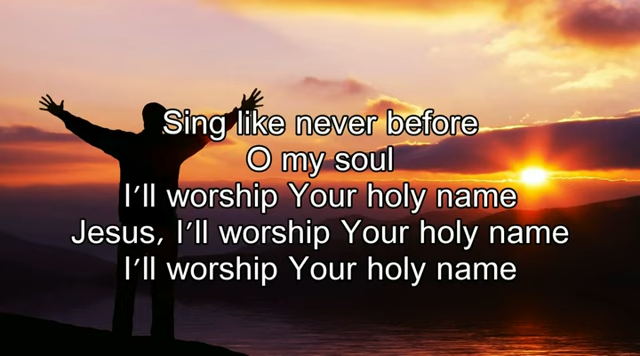 Sing like never before
O my soul
I'll worship Your holy name
Jesus, I'll worship Your holy name
I'll worship Your holy name